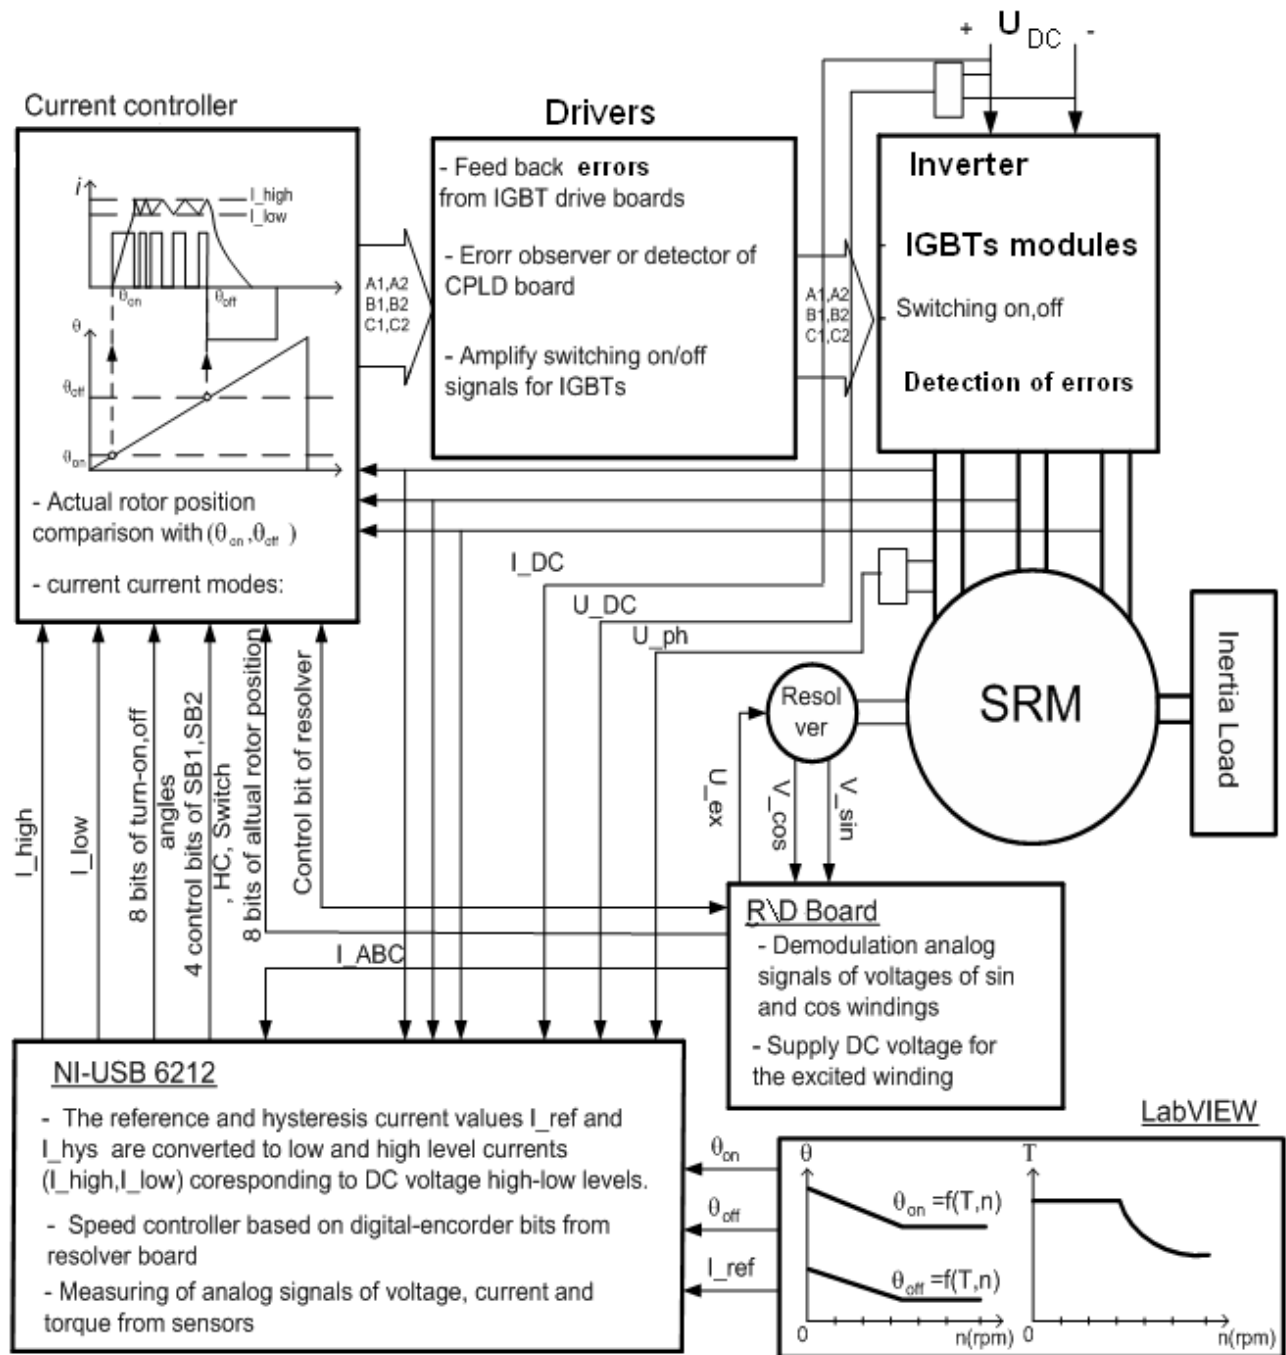 + U DC -
Current controller
i
I_high
I_low
θon
θoff
θ
θoff
θon
- Actual rotor position
comparison with (θon,θoff )
- current current modes:
A1,A2
B1,B2
C1,C2
Drivers
- Feed back errors
from IGBT drive boards
- Erorr observer or detector of
CPLD board
- Amplify switching on/off
signals for IGBTs
A1,A2
B1,B2
C1,C2
Inverter
IGBTs modules
Switching on,off
Detection of errors
I_DC
U_DC
U_ph
Resol
ver
SRM
Inertia Load
I_high
I_low
8 bits of turn-on,off
angles
4 control bits of SB1,SB2
, HC, Switch
8 bits of altual rotor position
Control bit of resolver
U_ex
V_cos
V_sin
I_ABC
R\D Board
- Demodulation analog
signals of voltages of sin
and cos windings
- Supply DC voltage for
the excited winding
NI-USB 6212
- The reference and hysteresis current values I_ref and
I_hys are converted to low and high level currents
(I_high,I_low) coresponding to DC voltage high-low levels.
- Speed controller based on digital-encorder bits from
resolver board
- Measuring of analog signals of voltage, current and
torque from sensors
θon
θoff
I_ref
LabVIEW
θ
θon =f(T,n)
θoff =f(T,n)
0
n(rpm)
T
0
n(rpm)